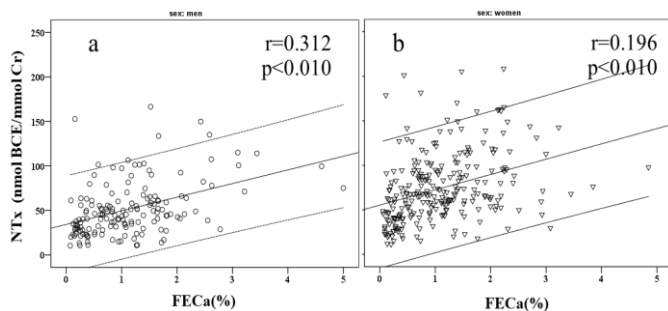 sex: men
a
r=0.312
p<0.010
NTx (nmol BCE/mmol Cr)
250
200
150
100
50
0
0
1
2
3
4
5
FECa(%)
sex: women
b
r=0.196
p<0.010
0
1
2
3
4
5
FECa(%)